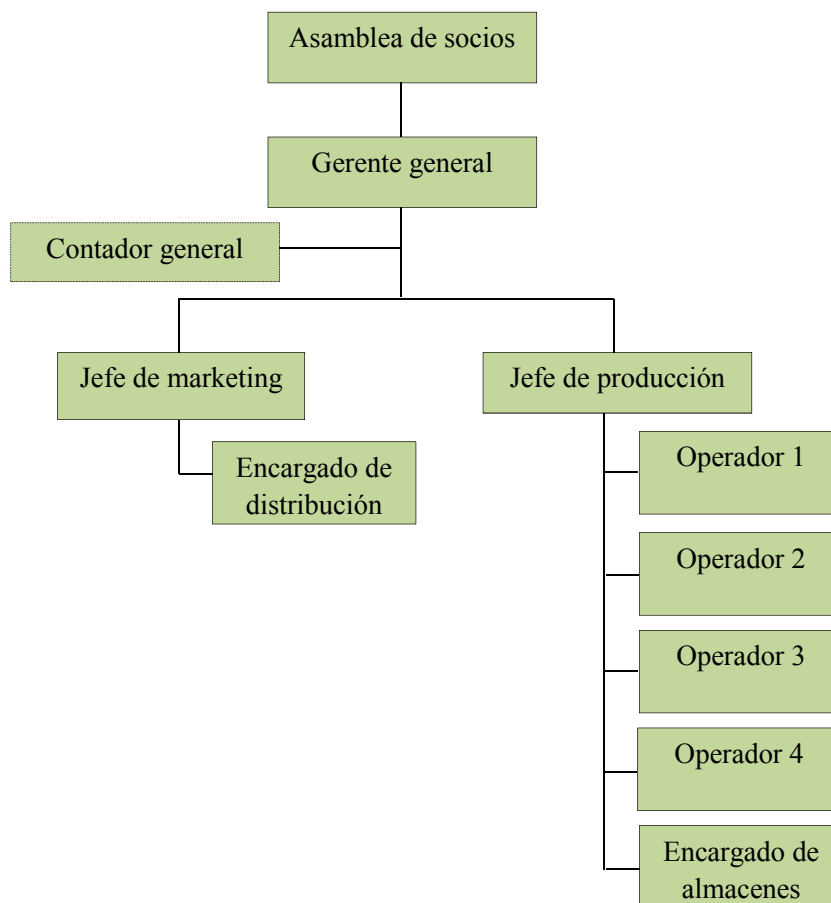 Asamblea de socios
Gerente general
Contador general
Jefe de marketing
Jefe de producción
Encargado de
distribución
Operador 1
Operador 2
Operador 3
Operador 4
Encargado de
almacenes